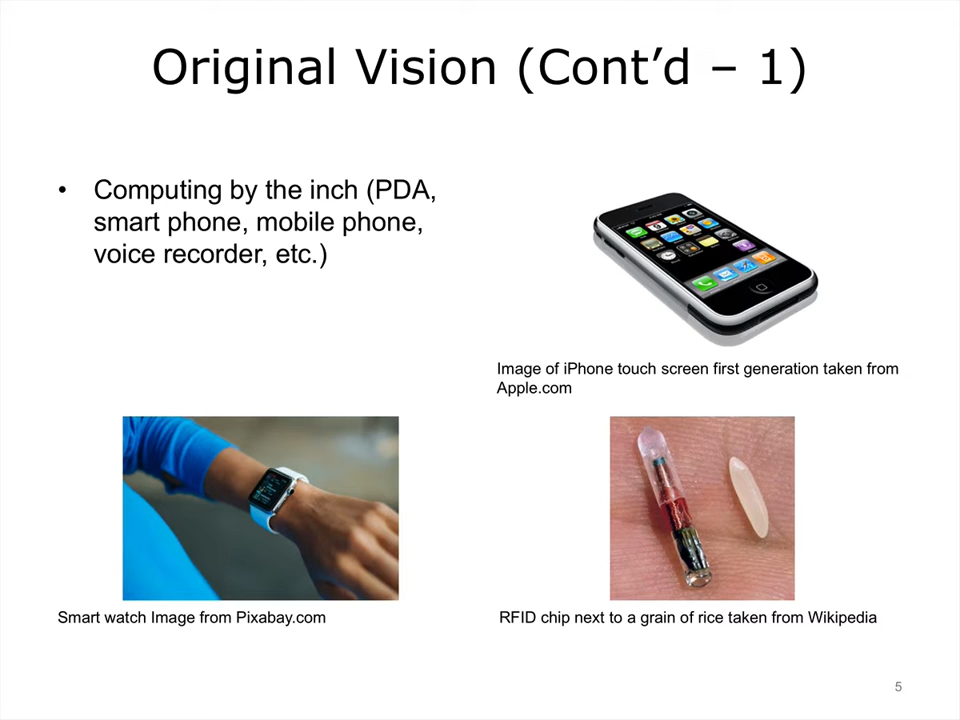 Original Vision (Cont’d – 1)
• Computing by the inch (PDA,
smart phone, mobile phone,
voice recorder, etc.)
Image of iPhone touch screen first generation taken from
Apple.com
Smart watch Image from Pixabay.com
RFID chip next to a grain of rice taken from Wikipedia
5